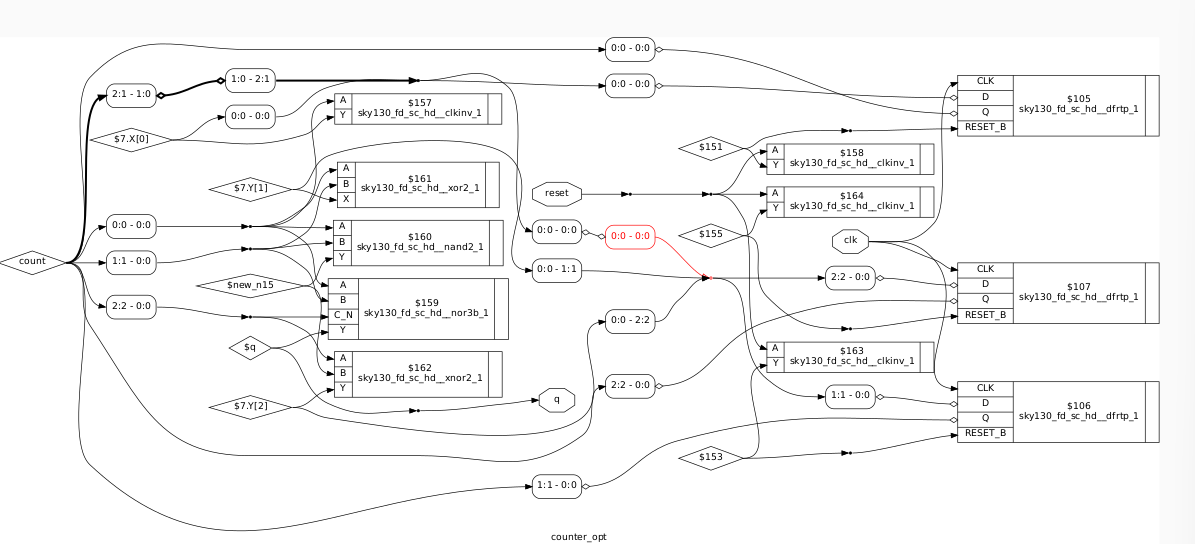 0:0 - 0:0
2:1 - 1:0
1:0 - 2:1
0:0 - 0:0
0:0 - 0:0
$7.X[0]
A
Y
$157
sky130_fd_sc_hd__clkinv_1
CLK
D
Q
RESET_B
$105
sky130_fd_sc_hd__dfrtp_1
$151
A
Y
$158
sky130_fd_sc_hd__clkinv_1
$7.Y[1]
A
B
X
$161
sky130_fd_sc_hd__xor2_1
reset
A
Y
$164
sky130_fd_sc_hd__clkinv_1
0:0 - 0:0
A
B
Y
$160
sky130_fd_sc_hd__nand2_1
0:0 - 0:0
0:0 - 0:0
$155
clk
count
1:1 - 0:0
0:0 - 1:1
2:2 - 0:0
CLK
D
Q
RESET_B
$107
sky130_fd_sc_hd__dfrtp_1
$new_n15
A
B
C_N
Y
$159
sky130_fd_sc_hd__nor3b_1
2:2 - 0:0
0:0 - 2:2
$q
A
B
Y
$162
sky130_fd_sc_hd__xnor2_1
A
Y
$163
sky130_fd_sc_hd__clkinv_1
2:2 - 0:0
$7.Y[2]
q
1:1 - 0:0
CLK
D
Q
RESET_B
$106
sky130_fd_sc_hd__dfrtp_1
$153
1:1 - 0:0
counter_opt